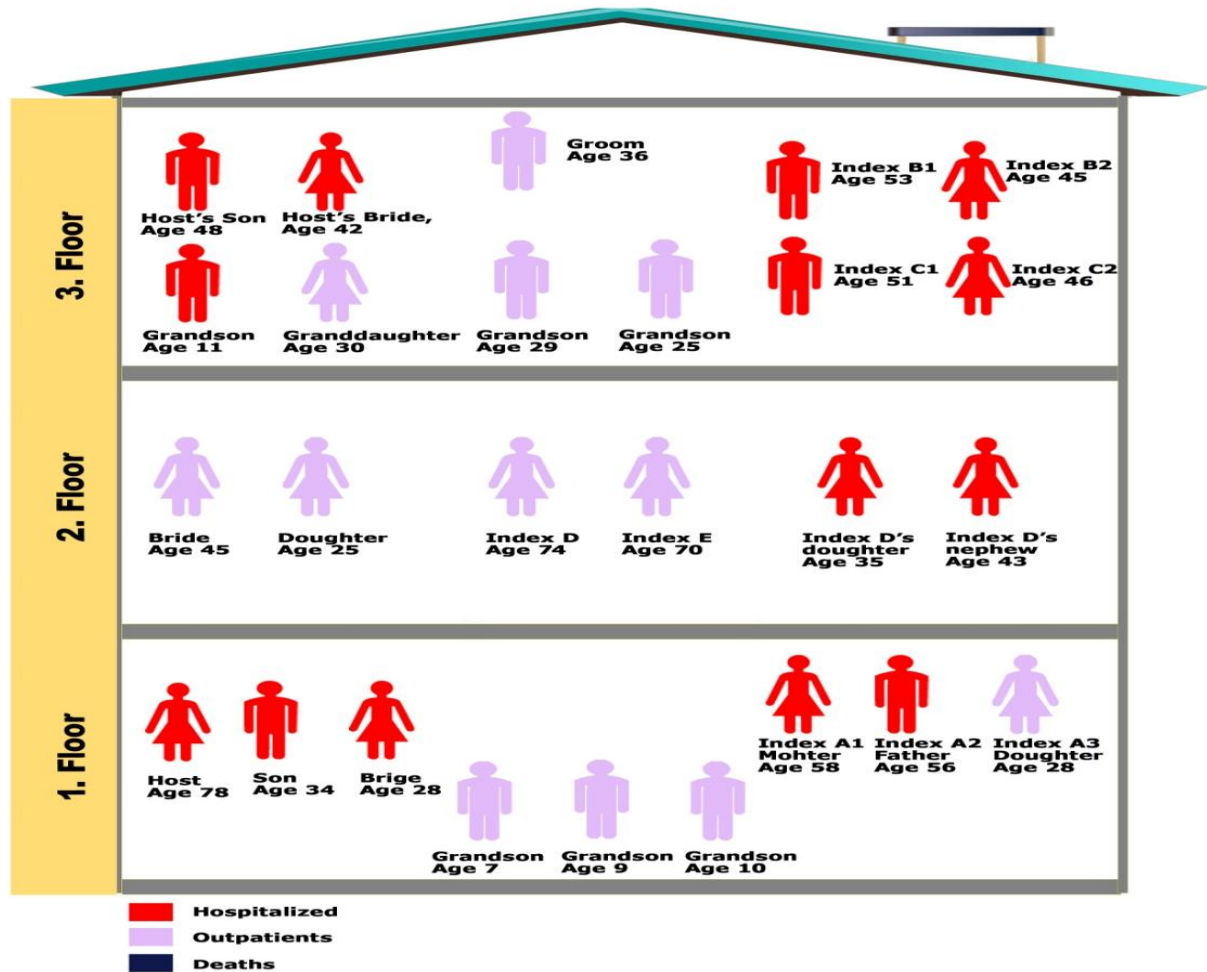 3. Floor
Groom
Age 36
Host's Son
Age 48
Host's Bride,
Age 42
Index B1
Age 53
Index B2
Age 45
Grandson
Age 11
Granddaughter
Age 30
Grandson
Age 29
Grandson
Age 25
Index C1
Age 51
Index C2
Age 46
2. Floor
Bride
Age 45
Doughter
Age 25
Index D
Age 74
Index E
Age 70
Index D's
doughter
Age 35
Index D's
nephew
Age 43
1. Floor
Host
Age 78
Son
Age 34
Brige
Age 28
Index A1
Mohter
Age 58
Index A2
Father
Age 56
Index A3
Doughter
Age 28
Grandson
Age 7
Grandson
Age 9
Grandson
Age 10
Hospitalized
Outpatients
Deaths